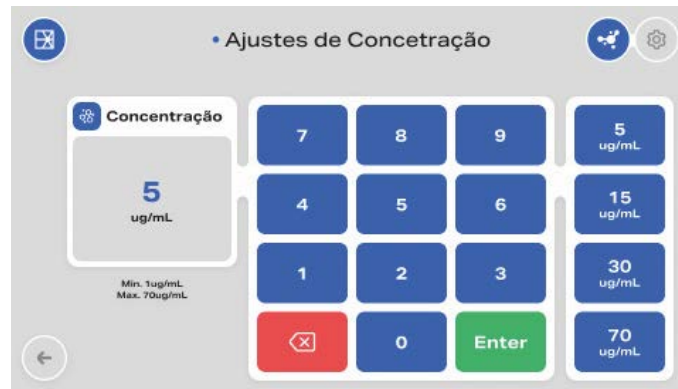 • Ajustes de Concetração
Concentração
5
ug/mL
Min. 1ug/mL
Max. 70ug/mL
7 8 9
4 5 6
1 2 3
0 Enter
5
ug/mL
15
ug/mL
30
ug/mL
70
ug/mL